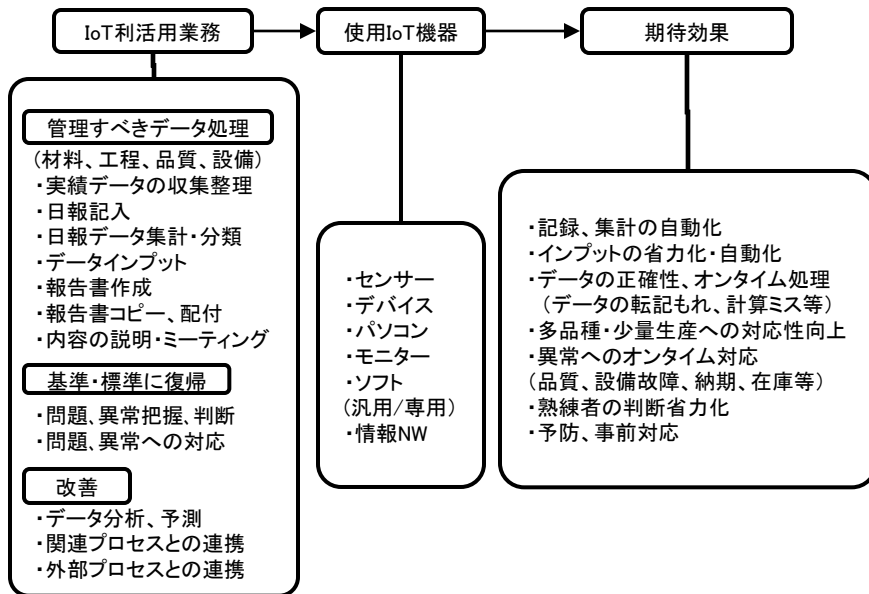 IoT利活用業務
使用IoT機器
期待効果
管理すべきデータ処理
(材料、工程、品質、設備)
・実績データの収集整理
・日報記入
・日報データ集計・分類
・データインプット
・報告書作成
・報告書コピー、配付
・内容の説明・ミーティング
基準・標準に復帰
・問題、異常把握、判断
・問題、異常への対応
改善
・データ分析、予測
・関連プロセスとの連携
・外部プロセスとの連携
・センサー
・デバイス
・パソコン
・モニター
・ソフト
(汎用/専用)
・情報NW
・記録、集計の自動化
・インプットの省力化・自動化
・データの正確性、オンタイム処理
(データの転記もれ、計算ミス等)
・多品種・少量生産への対応性向上
・異常へのオンタイム対応
(品質、設備故障、納期、在庫等)
・熟練者の判断省力化
・予防、事前対応